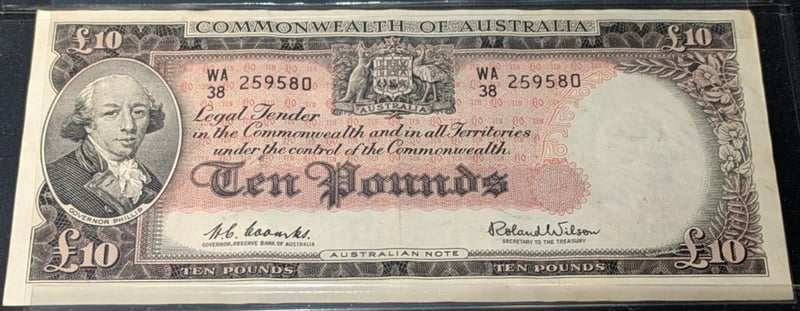 COMMONWEALTH OF AUSTRALIA
£10 £10
WA 38 259580
WA 38 259580
AUSTRALIA
Legal Tender
in the Commonwealth and in all Territories
under the control of the Commonwealth.
Ten Pounds
GOVERNOR PHILLIP
H.C. Coombs. Roland Wilson
GOVERNOR, RESERVE BANK OF AUSTRALIA SECRETARY TO THE TREASURY
£10 AUSTRALIAN NOTE £10
TEN POUNDS TEN POUNDS